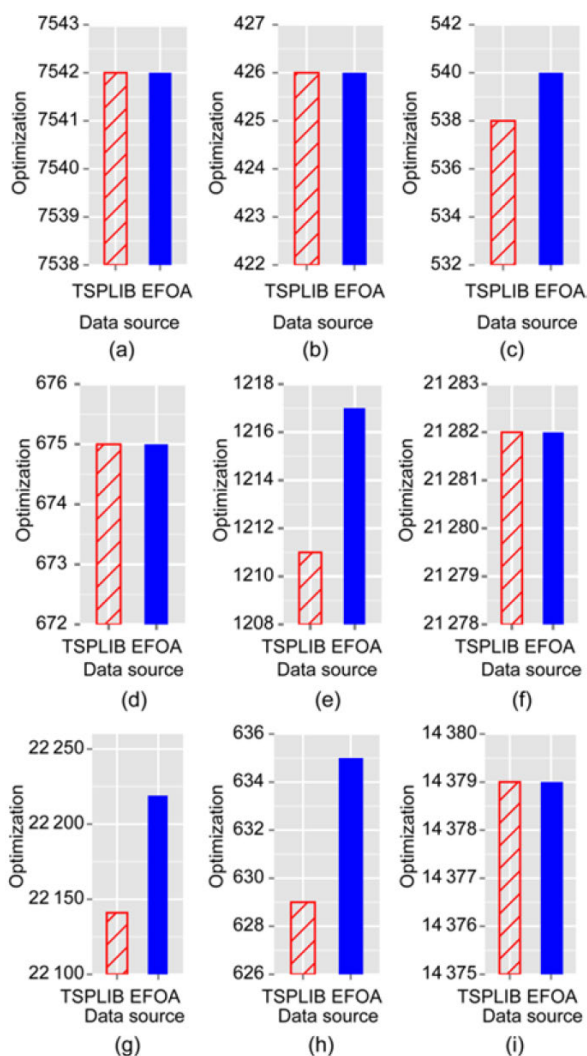 7543
7542
7541
7540
7539
7538
Optimization
TSPLIB EFOA
Data source
(a)
427
426
425
424
423
422
Optimization
TSPLIB EFOA
Data source
(b)
542
540
538
536
534
532
Optimization
TSPLIB EFOA
Data source
(c)
676
675
674
673
672
Optimization
TSPLIB EFOA
Data source
(d)
1218
1216
1214
1212
1210
1208
Optimization
TSPLIB EFOA
Data source
(e)
21 283
21 282
21 281
21 280
21 279
21 278
Optimization
TSPLIB EFOA
Data source
(f)
22 250
22 200
22 150
22 100
Optimization
TSPLIB EFOA
Data source
(g)
636
634
632
630
628
626
Optimization
TSPLIB EFOA
Data source
(h)
14 380
14 379
14 378
14 377
14 376
14 375
Optimization
TSPLIB EFOA
Data source
(i)